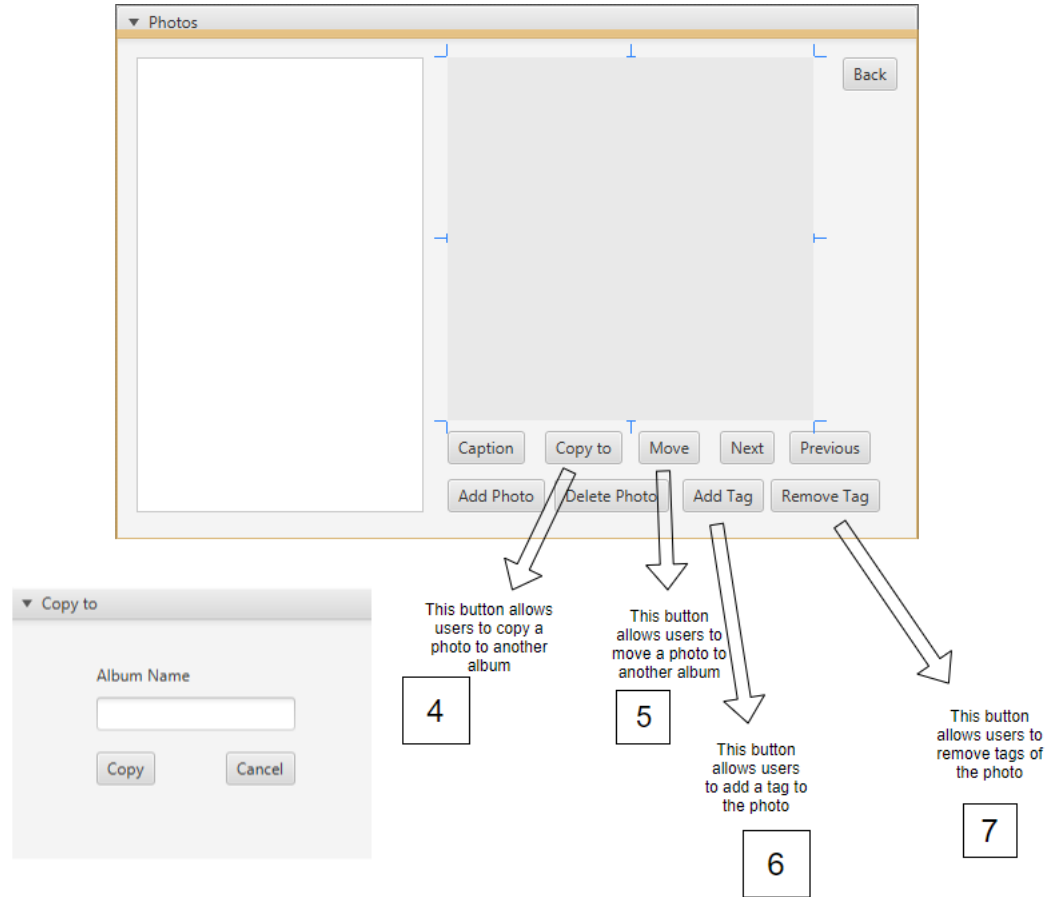 Photos
Back
Caption
Copy to
Move
Next
Previous
Add Photo
Delete Photo
Add Tag
Remove Tag
Copy to
Album Name
Copy
Cancel
This button allows
users to copy a
photo to another
album
4
This button
allows users to
move a photo to
another album
5
This button
allows users
to add a tag to
the photo
6
This button
allows users to
remove tags of
the photo
7